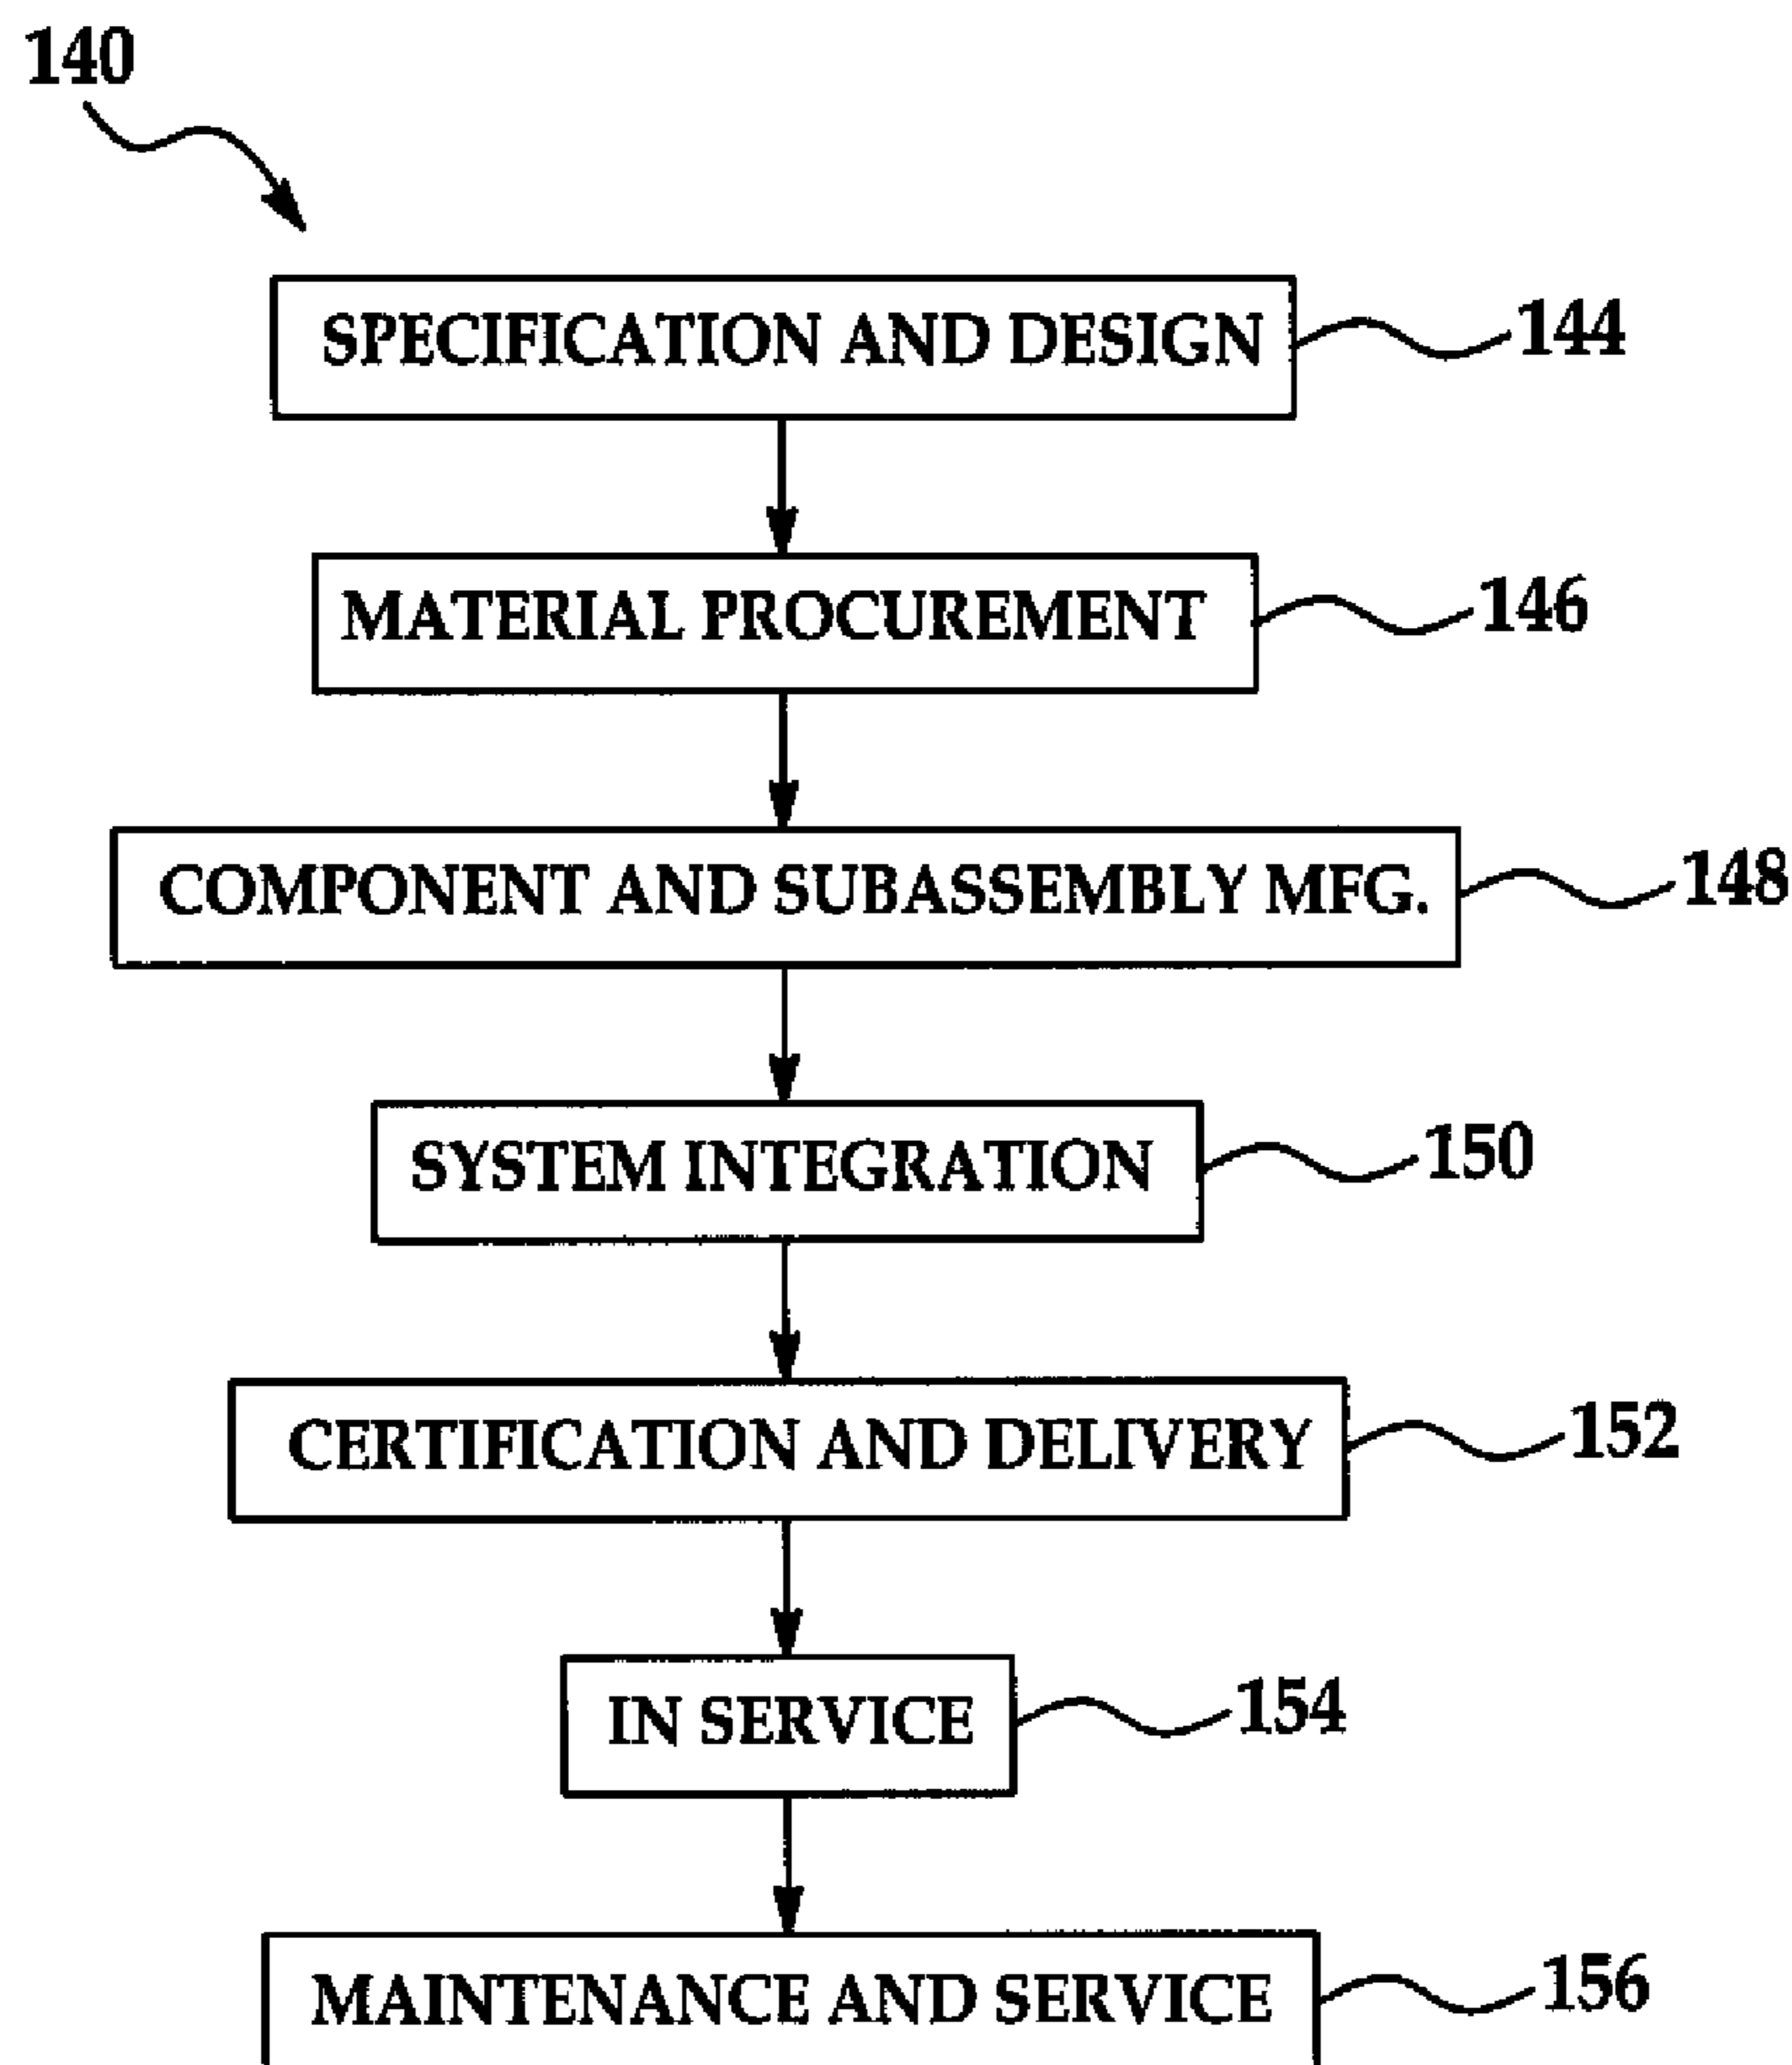 140
SPECIFICATION AND DESIGN 144
MATERIAL PROCUREMENT 146
COMPONENT AND SUBASSEMBLY MFG. 148
SYSTEM INTEGRATION 150
CERTIFICATION AND DELIVERY 152
IN SERVICE 154
MAINTENANCE AND SERVICE 156